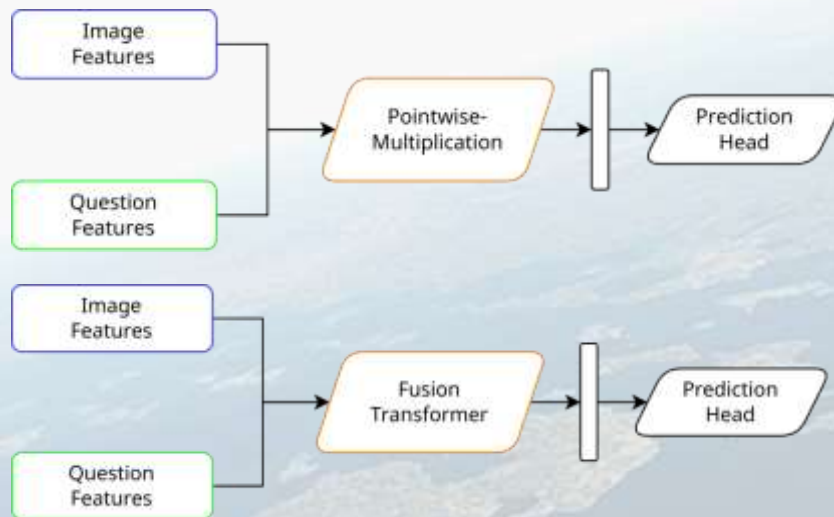 Image
Features
Pointwise-
Multiplication
Prediction
Head
Question
Features
Image
Features
Fusion
Transformer
Prediction
Head
Question
Features